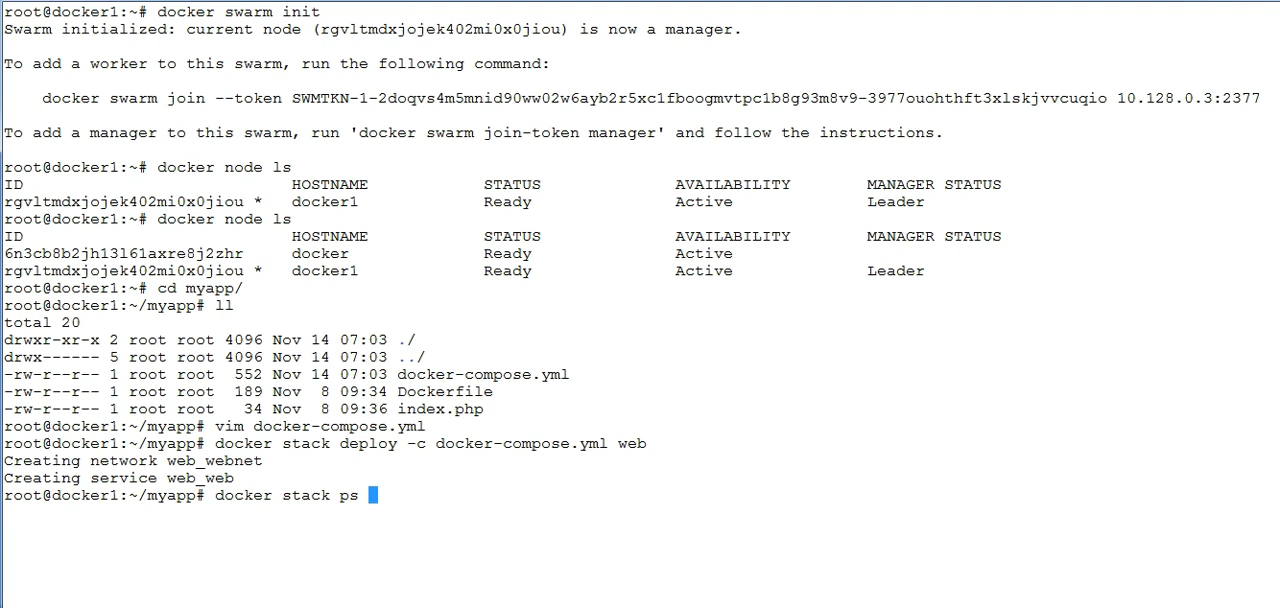 root@docker1:~# docker swarm init
Swarm initialized: current node (rgvltmdxjojek402mi0x0jiou) is now a manager.
To add a worker to this swarm, run the following command:
docker swarm join --token SWMTKN-1-2doqvs4m5mnid90ww02w6ayb2r5xc1fboogmvtpc1b8g93m8v9-3977ouohthft3xlskjvvcuqio 10.128.0.3:2377
To add a manager to this swarm, run 'docker swarm join-token manager' and follow the instructions.
root@docker1:~# docker node ls
ID HOSTNAME STATUS AVAILABILITY MANAGER STATUS
rgvltmdxjojek402mi0x0jiou * docker1 Ready Active Leader
root@docker1:~# docker node ls
ID HOSTNAME STATUS AVAILABILITY MANAGER STATUS
6n3cb8b2jh13l61axre8j2zhr docker Ready Active
rgvltmdxjojek402mi0x0jiou * docker1 Ready Active Leader
root@docker1:~# cd myapp/
root@docker1:~/myapp# ll
total 20
drwxr-xr-x 2 root root 4096 Nov 14 07:03 ./
drwx------ 5 root root 4096 Nov 14 07:03 ../
-rw-r--r-- 1 root root 552 Nov 14 07:03 docker-compose.yml
-rw-r--r-- 1 root root 189 Nov 8 09:34 Dockerfile
-rw-r--r-- 1 root root 34 Nov 8 09:36 index.php
root@docker1:~/myapp# vim docker-compose.yml
root@docker1:~/myapp# docker stack deploy -c docker-compose.yml web
Creating network web_webnet
Creating service web_web
root@docker1:~/myapp# docker stack ps